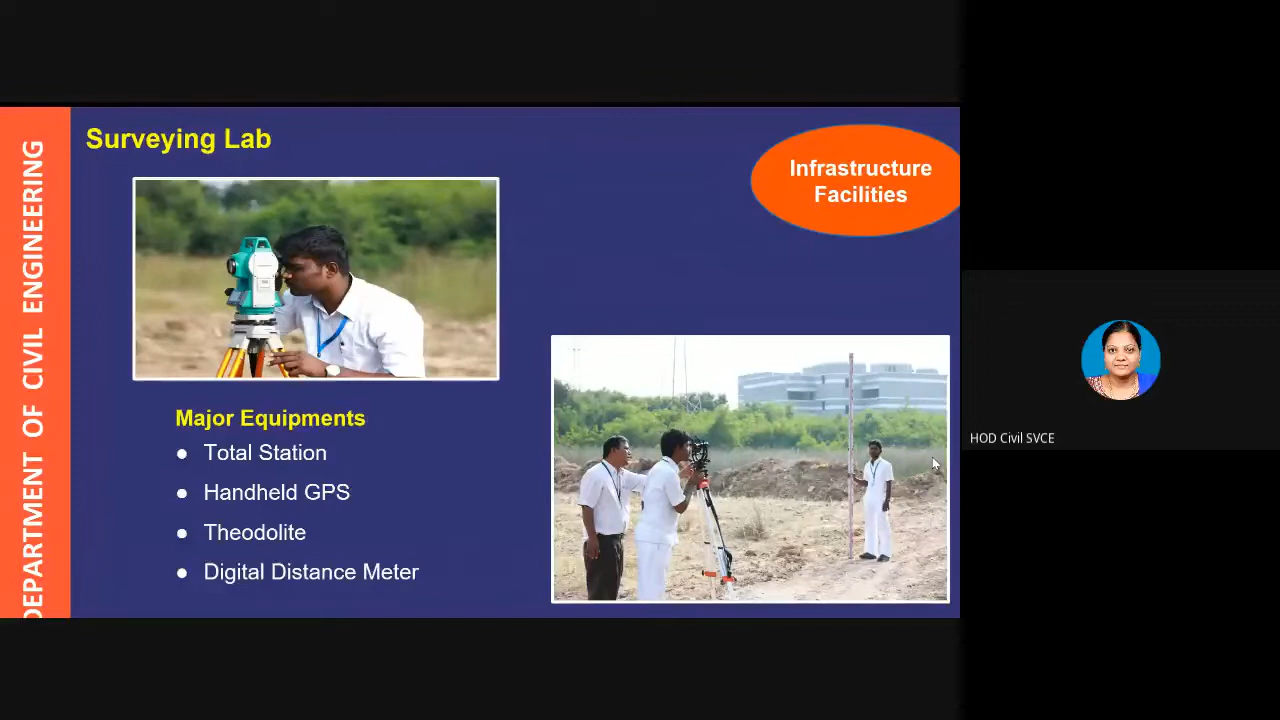 DEPARTMENT OF CIVIL ENGINEERING
Surveying Lab
Infrastructure
Facilities
Major Equipments
● Total Station
● Handheld GPS
● Theodolite
● Digital Distance Meter
HOD Civil SVCE